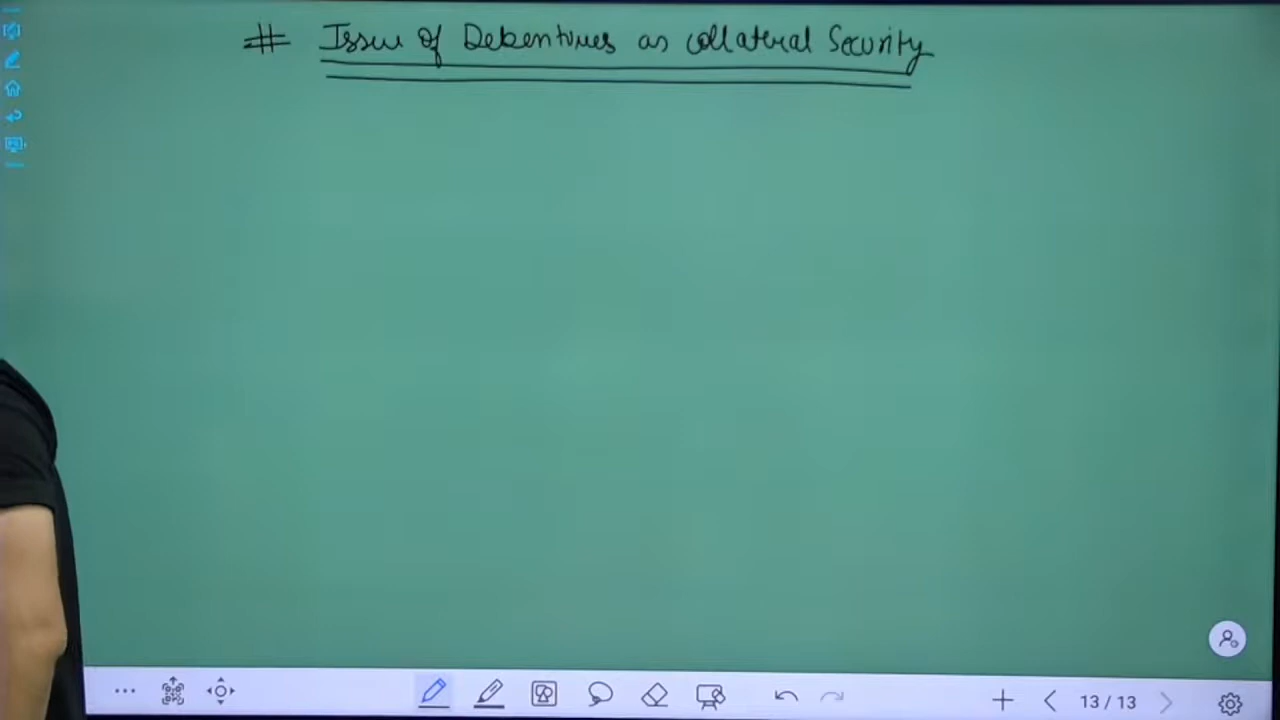 # Issue of Debentures as collateral Security
13/13